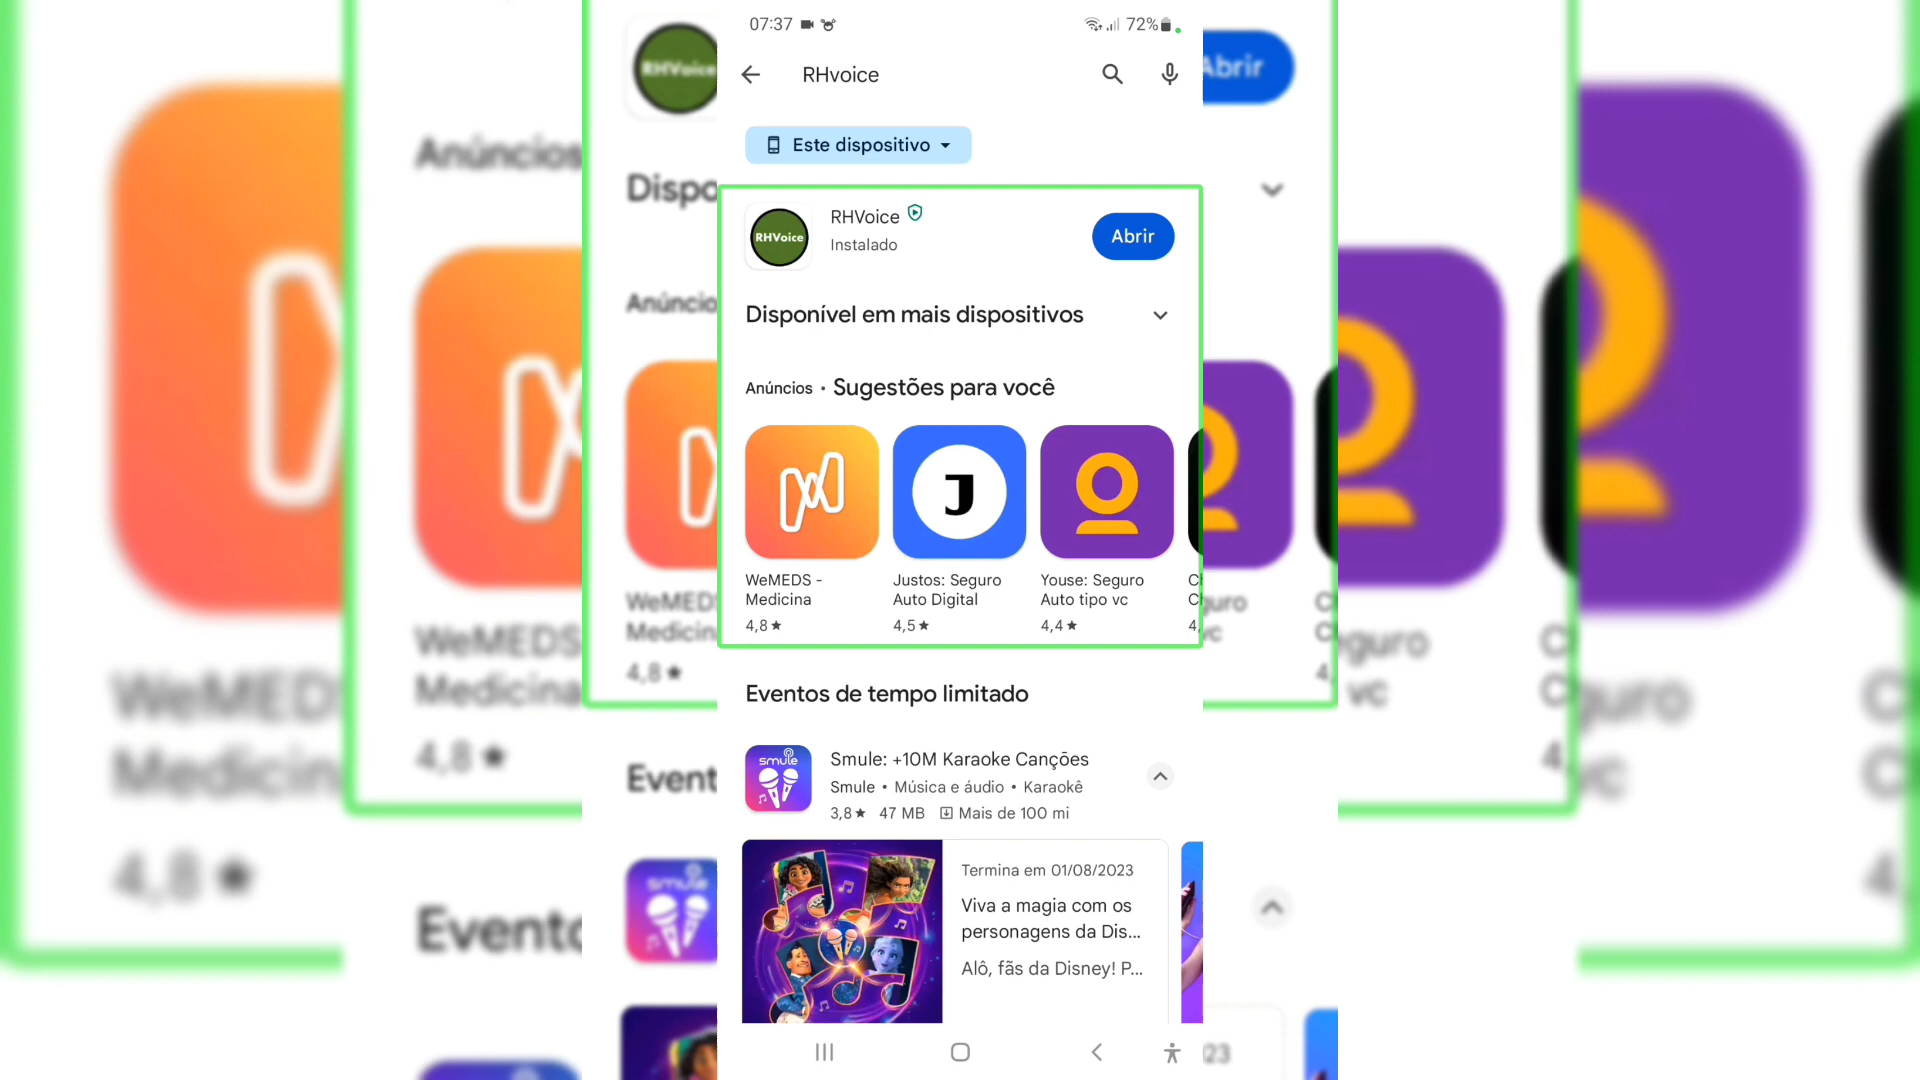 07:37
72%
RHvoice
Este dispositivo
RHVoice
RHVoice
Instalado
Abrir
Disponível em mais dispositivos
Anúncios • Sugestões para você
J
WeMEDS -
Medicina
4,8★
Justos: Seguro
Auto Digital
4,5★
Youse: Seguro
Auto tipo vc
4,4★
Eventos de tempo limitado
smule
Smule: +10M Karaoke Canções
Smule • Música e áudio • Karaokê
3,8★ 47 MB Mais de 100 mi
Termina em 01/08/2023
Viva a magia com os
personagens da Dis...
Alô, fãs da Disney! P...